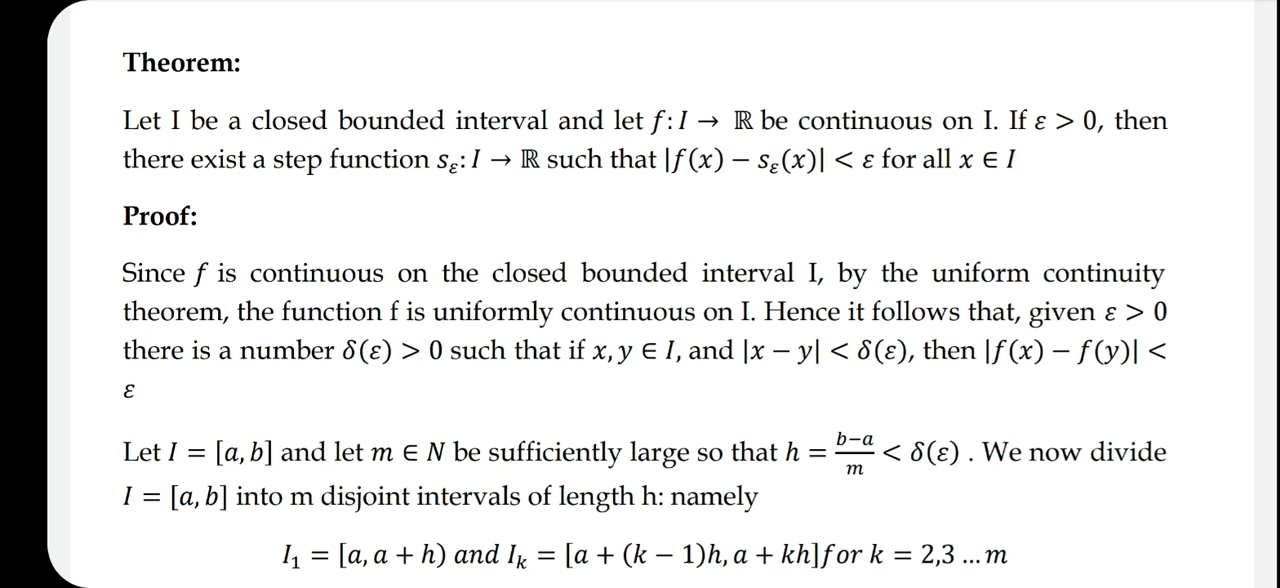 Theorem:
Let I be a closed bounded interval and let f: I → ℝ be continuous on I. If ε > 0, then
there exist a step function s_ε: I → ℝ such that |f(x) − s_ε(x)| < ε for all x ∈ I
Proof:
Since f is continuous on the closed bounded interval I, by the uniform continuity
theorem, the function f is uniformly continuous on I. Hence it follows that, given ε > 0
there is a number δ(ε) > 0 such that if x, y ∈ I, and |x − y| < δ(ε), then |f(x) − f(y)| <
ε
Let I = [a, b] and let m ∈ N be sufficiently large so that h = (b−a)/m < δ(ε) . We now divide
I = [a, b] into m disjoint intervals of length h: namely
I₁ = [a, a + h) and I_k = [a + (k − 1)h, a + kh]for k = 2,3 … m